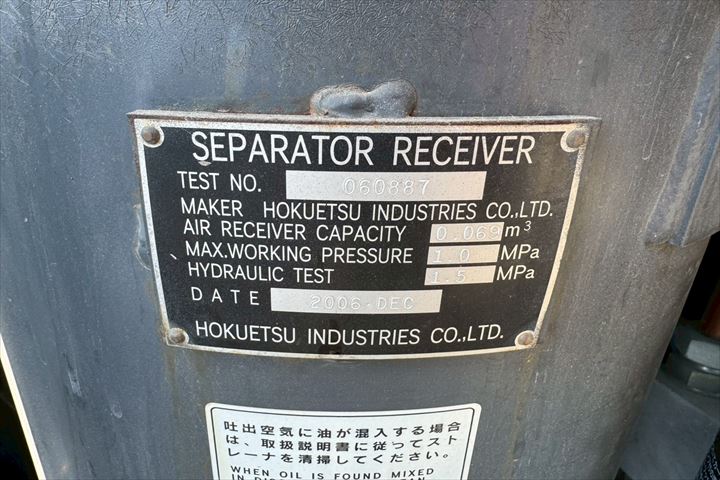 SEPARATOR RECEIVER
TEST NO. 060887
MAKER HOKUETSU INDUSTRIES CO.,LTD.
AIR RECEIVER CAPACITY 0.069 m³
MAX.WORKING PRESSURE 1.0 MPa
HYDRAULIC TEST 1.5 MPa
DATE 2006-DEC
HOKUETSU INDUSTRIES CO.,LTD.
吐出空気に油が混入する場合
は、取扱説明書に従ってスト
レーナを清掃してください。
WHEN OIL IS FOUND MIXED